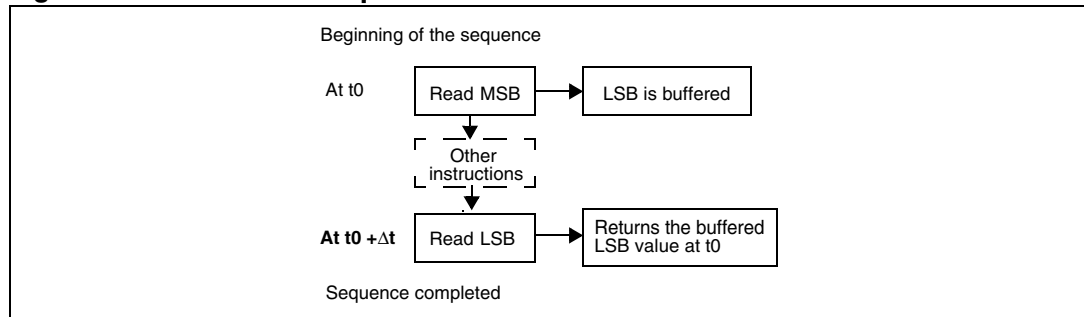 Beginning of the sequence
At t0
Read MSB
LSB is buffered
Other
instructions
At t0 +Δt
Read LSB
Returns the buffered
LSB value at t0
Sequence completed